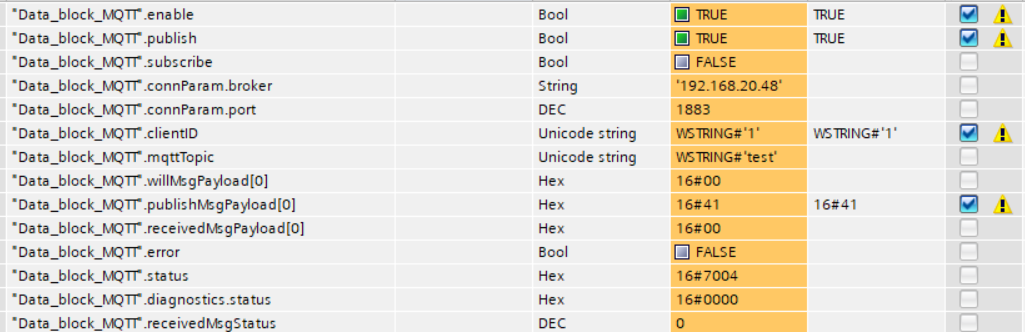 "Data_block_MQTT".enable Bool TRUE TRUE
"Data_block_MQTT".publish Bool TRUE TRUE
"Data_block_MQTT".subscribe Bool FALSE
"Data_block_MQTT".connParam.broker String '192.168.20.48'
"Data_block_MQTT".connParam.port DEC 1883
"Data_block_MQTT".clientID Unicode string WSTRING#'1' WSTRING#'1'
"Data_block_MQTT".mqttTopic Unicode string WSTRING#'test'
"Data_block_MQTT".willMsgPayload[0] Hex 16#00
"Data_block_MQTT".publishMsgPayload[0] Hex 16#41 16#41
"Data_block_MQTT".receivedMsgPayload[0] Hex 16#00
"Data_block_MQTT".error Bool FALSE
"Data_block_MQTT".status Hex 16#7004
"Data_block_MQTT".diagnostics.status Hex 16#0000
"Data_block_MQTT".receivedMsgStatus DEC 0